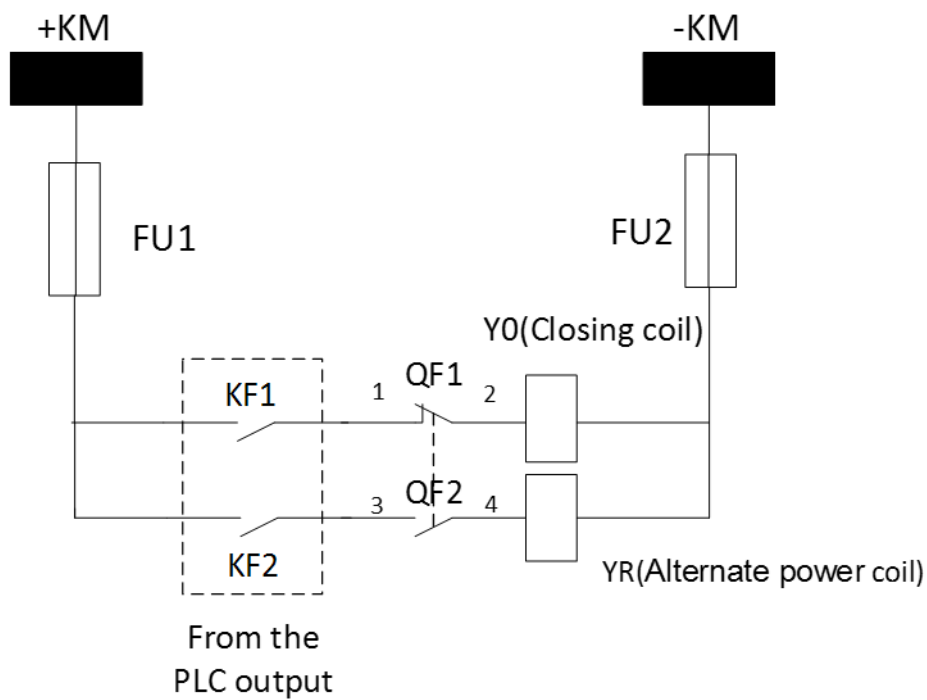 +KM
-KM
FU1
FU2
Y0(Closing coil)
KF1
1
QF1
2
3
QF2
4
KF2
YR(Alternate power coil)
From the
PLC output